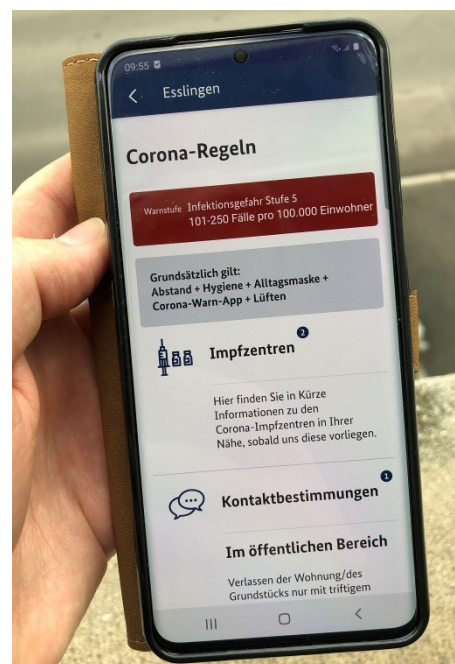 09:55
Esslingen
Corona-Regeln
Warnstufe Infektionsgefahr Stufe 5
101-250 Fälle pro 100.000 Einwohner
Grundsätzlich gilt:
Abstand + Hygiene + Alltagsmaske +
Corona-Warn-App + Lüften
Impfzentren 2
Hier finden Sie in Kürze
Informationen zu den
Corona-Impfzentren in Ihrer
Nähe, sobald uns diese vorliegen.
Kontaktbestimmungen 1
Im öffentlichen Bereich
Verlassen der Wohnung/des
Grundstücks nur mit triftigem